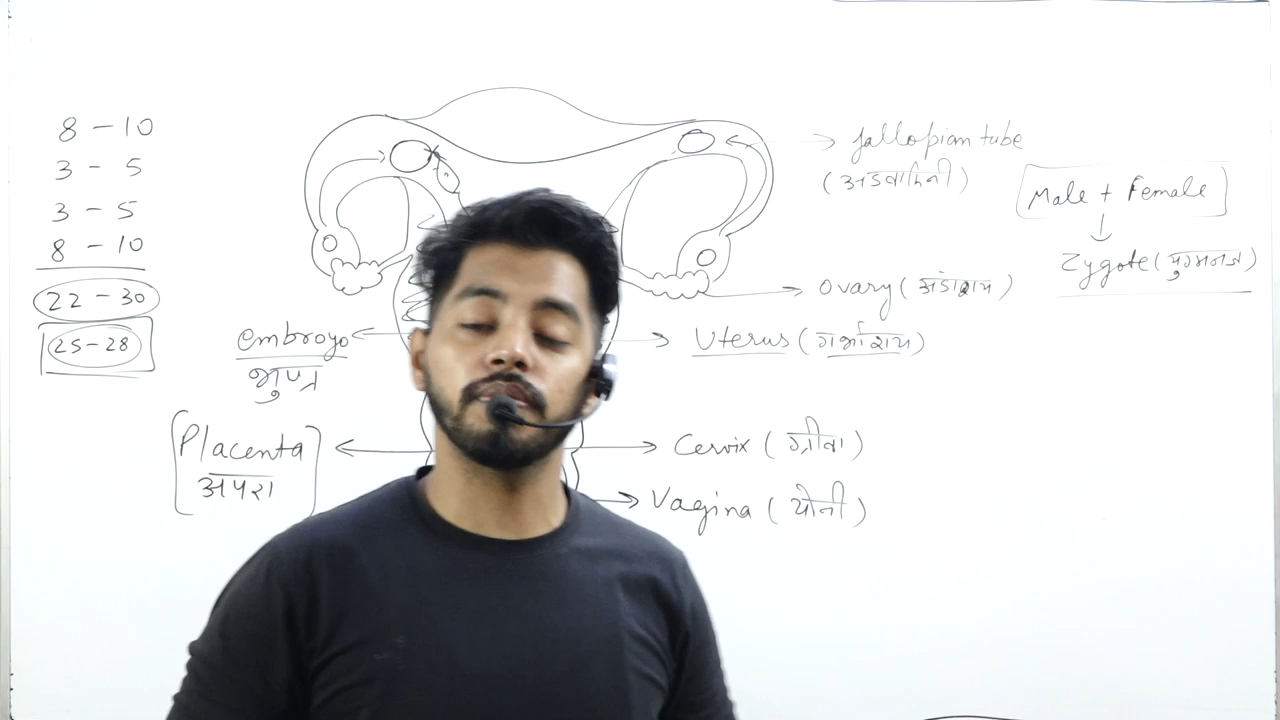 8 - 10
3 - 5
3 - 5
8 - 10
22 - 30
25-28
embroyo
भ्रुण
Placenta
अपरा
fallopian tube
(अंडवाहिनी)
Ovary (अंडाशय)
Uterus (गर्भाशय)
Cervix (ग्रीवा)
Vagina (योनी)
Male + Female
Zygote (युग्मनज)